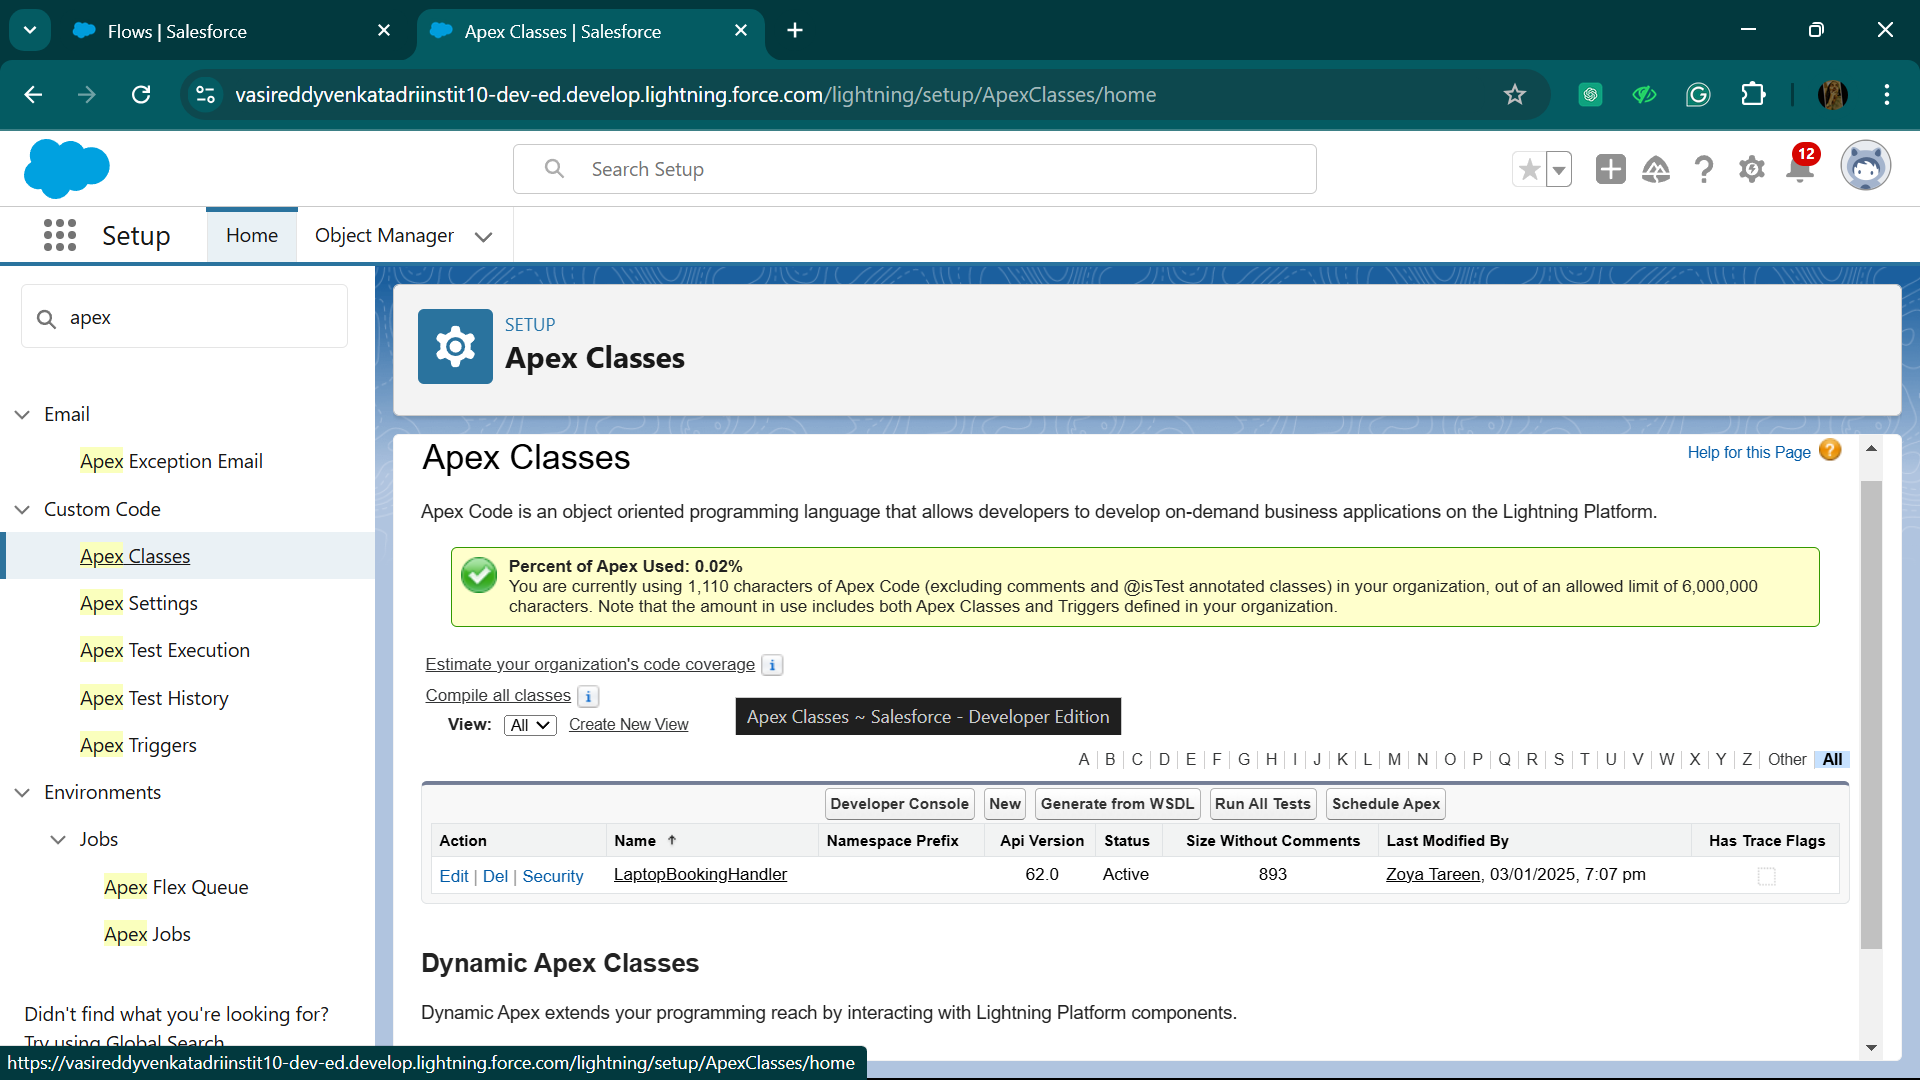 Flows | Salesforce
Apex Classes | Salesforce
vasireddyvenkatadriinstit10-dev-ed.develop.lightning.force.com/lightning/setup/ApexClasses/home
Search Setup
12
Setup
Home
Object Manager
apex
Email
Apex Exception Email
Custom Code
Apex Classes
Apex Settings
Apex Test Execution
Apex Test History
Apex Triggers
Environments
Jobs
Apex Flex Queue
Apex Jobs
Didn't find what you're looking for?
Try using Global Search
https://vasireddyvenkatadriinstit10-dev-ed.develop.lightning.force.com/lightning/setup/ApexClasses/home
SETUP
Apex Classes
Apex Classes
Help for this Page
Apex Code is an object oriented programming language that allows developers to develop on-demand business applications on the Lightning Platform.
Percent of Apex Used: 0.02%
You are currently using 1,110 characters of Apex Code (excluding comments and @isTest annotated classes) in your organization, out of an allowed limit of 6,000,000
characters. Note that the amount in use includes both Apex Classes and Triggers defined in your organization.
Estimate your organization's code coverage i
Compile all classes i
View: All Create New View
Apex Classes ~ Salesforce - Developer Edition
A | B | C | D | E | F | G | H | I | J | K | L | M | N | O | P | Q | R | S | T | U | V | W | X | Y | Z | Other | All
Developer Console New Generate from WSDL Run All Tests Schedule Apex
Action Name ↑ Namespace Prefix Api Version Status Size Without Comments Last Modified By Has Trace Flags
Edit | Del | Security LaptopBookingHandler 62.0 Active 893 Zoya Tareen, 03/01/2025, 7:07 pm
Dynamic Apex Classes
Dynamic Apex extends your programming reach by interacting with Lightning Platform components.